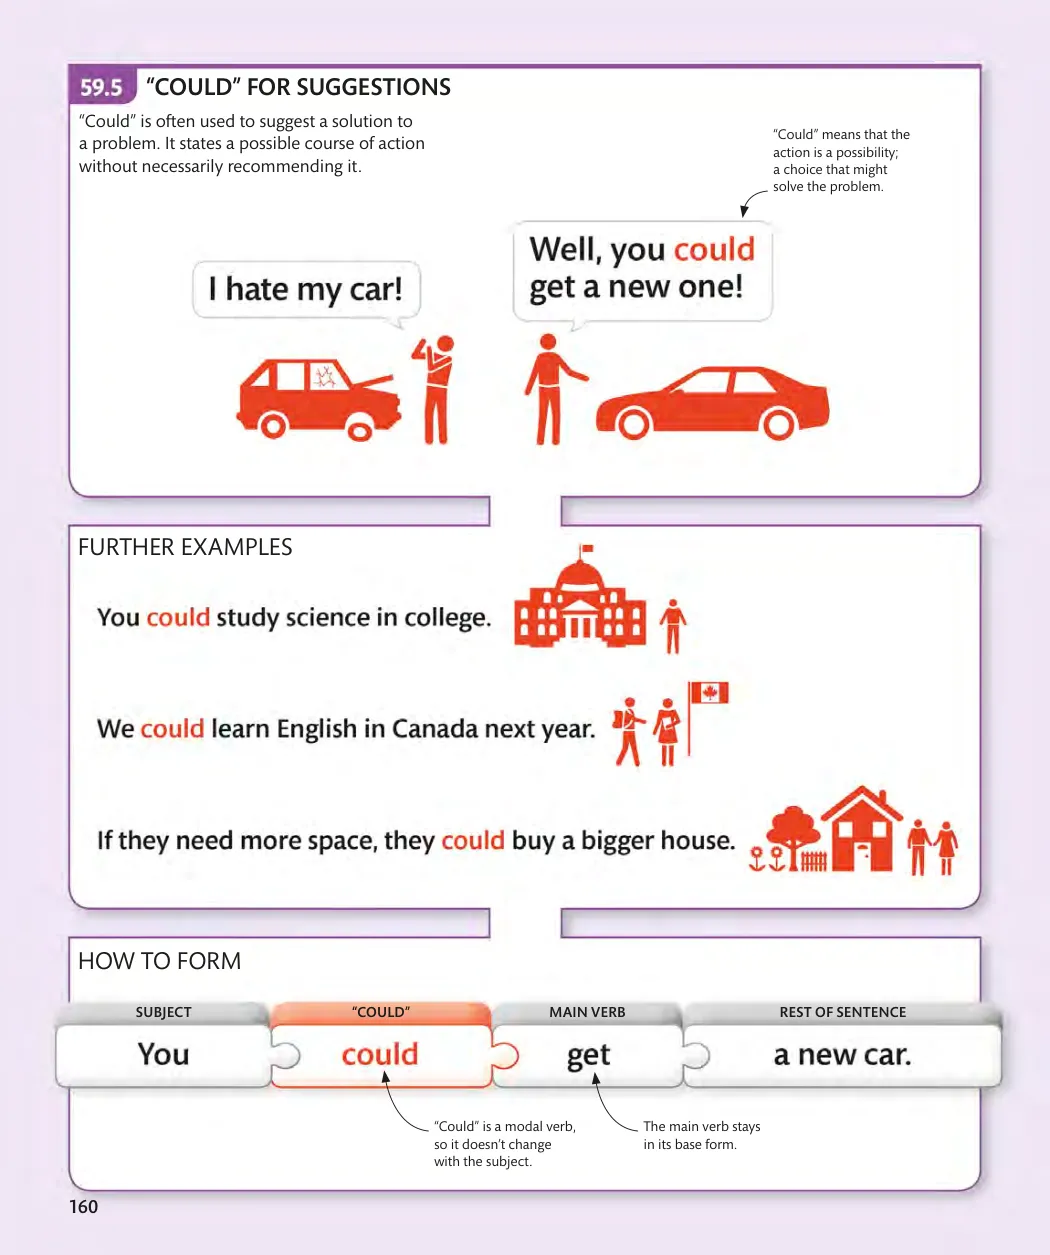 59.5 “COULD” FOR SUGGESTIONS
“Could” is often used to suggest a solution to
a problem. It states a possible course of action
without necessarily recommending it.
“Could” means that the
action is a possibility;
a choice that might
solve the problem.
I hate my car!
Well, you could
get a new one!
FURTHER EXAMPLES
You could study science in college.
We could learn English in Canada next year.
If they need more space, they could buy a bigger house.
HOW TO FORM
SUBJECT “COULD” MAIN VERB REST OF SENTENCE
You could get a new car.
“Could” is a modal verb,
so it doesn’t change
with the subject.
The main verb stays
in its base form.
160